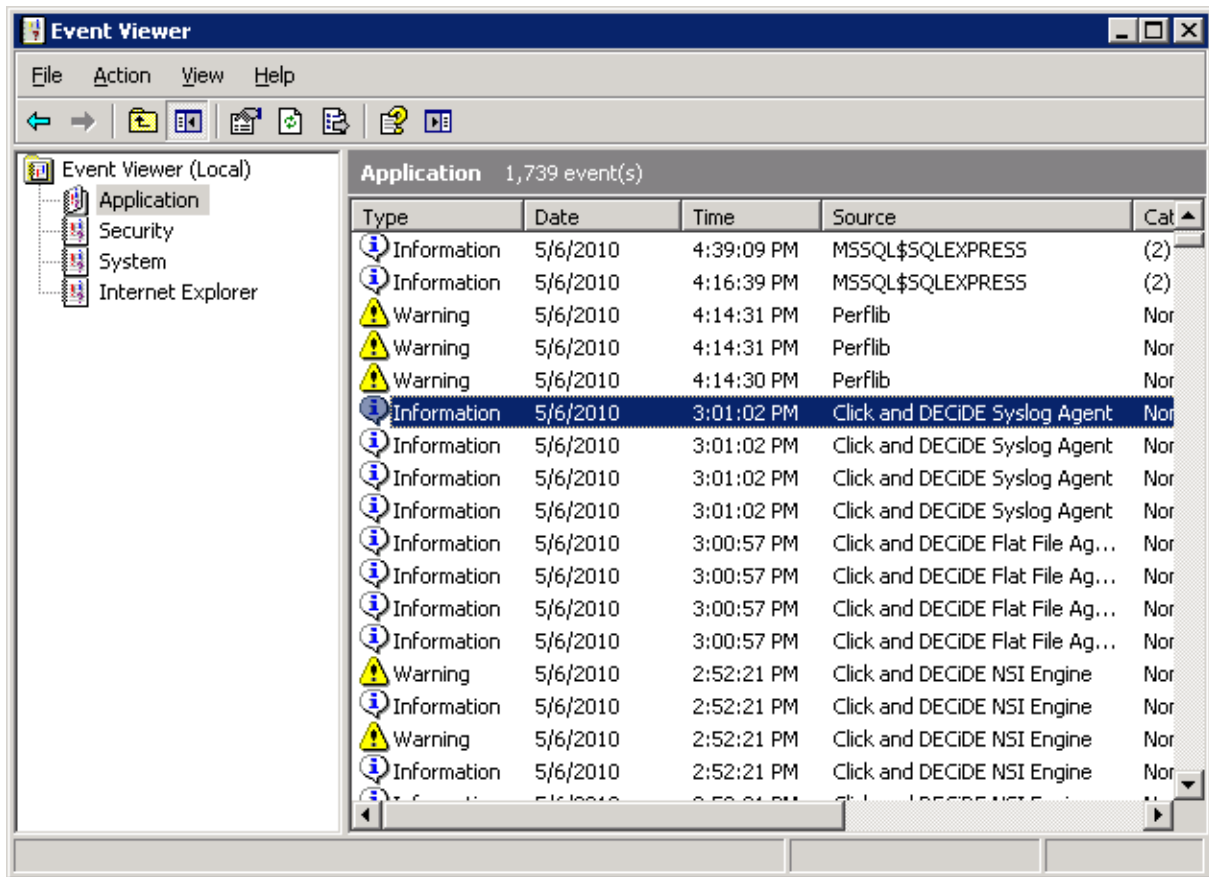 Event Viewer
File Action View Help
Event Viewer (Local)
Application
Security
System
Internet Explorer
Application 1,739 event(s)
Type Date Time Source Cat
Information 5/6/2010 4:39:09 PM MSSQL$SQLEXPRESS (2)
Information 5/6/2010 4:16:39 PM MSSQL$SQLEXPRESS (2)
Warning 5/6/2010 4:14:31 PM Perflib Nor
Warning 5/6/2010 4:14:31 PM Perflib Nor
Warning 5/6/2010 4:14:30 PM Perflib Nor
Information 5/6/2010 3:01:02 PM Click and DECiDE Syslog Agent Nor
Information 5/6/2010 3:01:02 PM Click and DECiDE Syslog Agent Nor
Information 5/6/2010 3:01:02 PM Click and DECiDE Syslog Agent Nor
Information 5/6/2010 3:01:02 PM Click and DECiDE Syslog Agent Nor
Information 5/6/2010 3:00:57 PM Click and DECiDE Flat File Ag... Nor
Information 5/6/2010 3:00:57 PM Click and DECiDE Flat File Ag... Nor
Information 5/6/2010 3:00:57 PM Click and DECiDE Flat File Ag... Nor
Information 5/6/2010 3:00:57 PM Click and DECiDE Flat File Ag... Nor
Warning 5/6/2010 2:52:21 PM Click and DECiDE NSI Engine Nor
Information 5/6/2010 2:52:21 PM Click and DECiDE NSI Engine Nor
Warning 5/6/2010 2:52:21 PM Click and DECiDE NSI Engine Nor
Information 5/6/2010 2:52:21 PM Click and DECiDE NSI Engine Nor